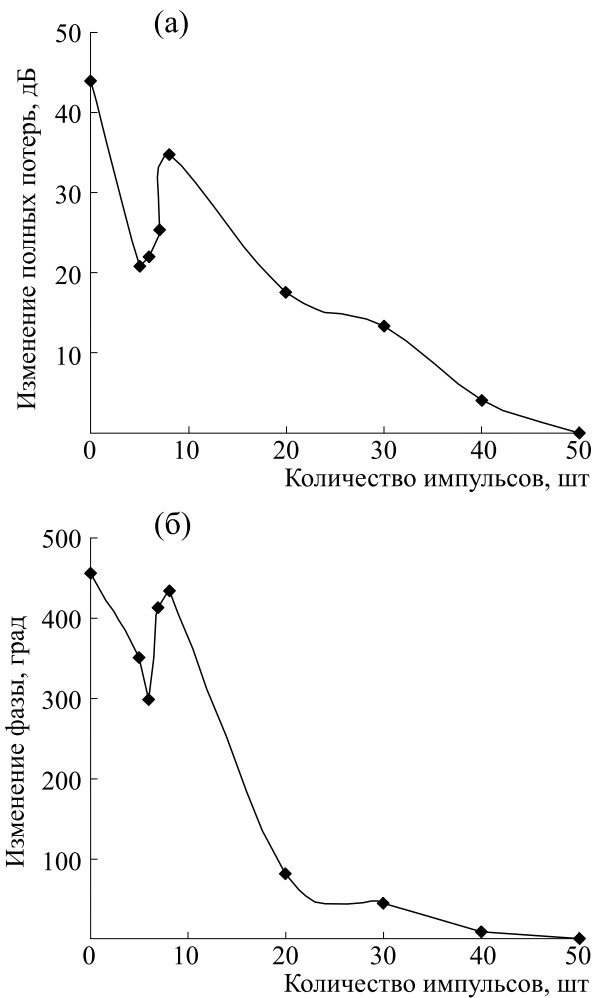 (а)
50
40
30
20
10
Изменение полных потерь, дБ
0 10 20 30 40 50
Количество импульсов, шт
(б)
500
400
300
200
100
Изменение фазы, град
0 10 20 30 40 50
Количество импульсов, шт